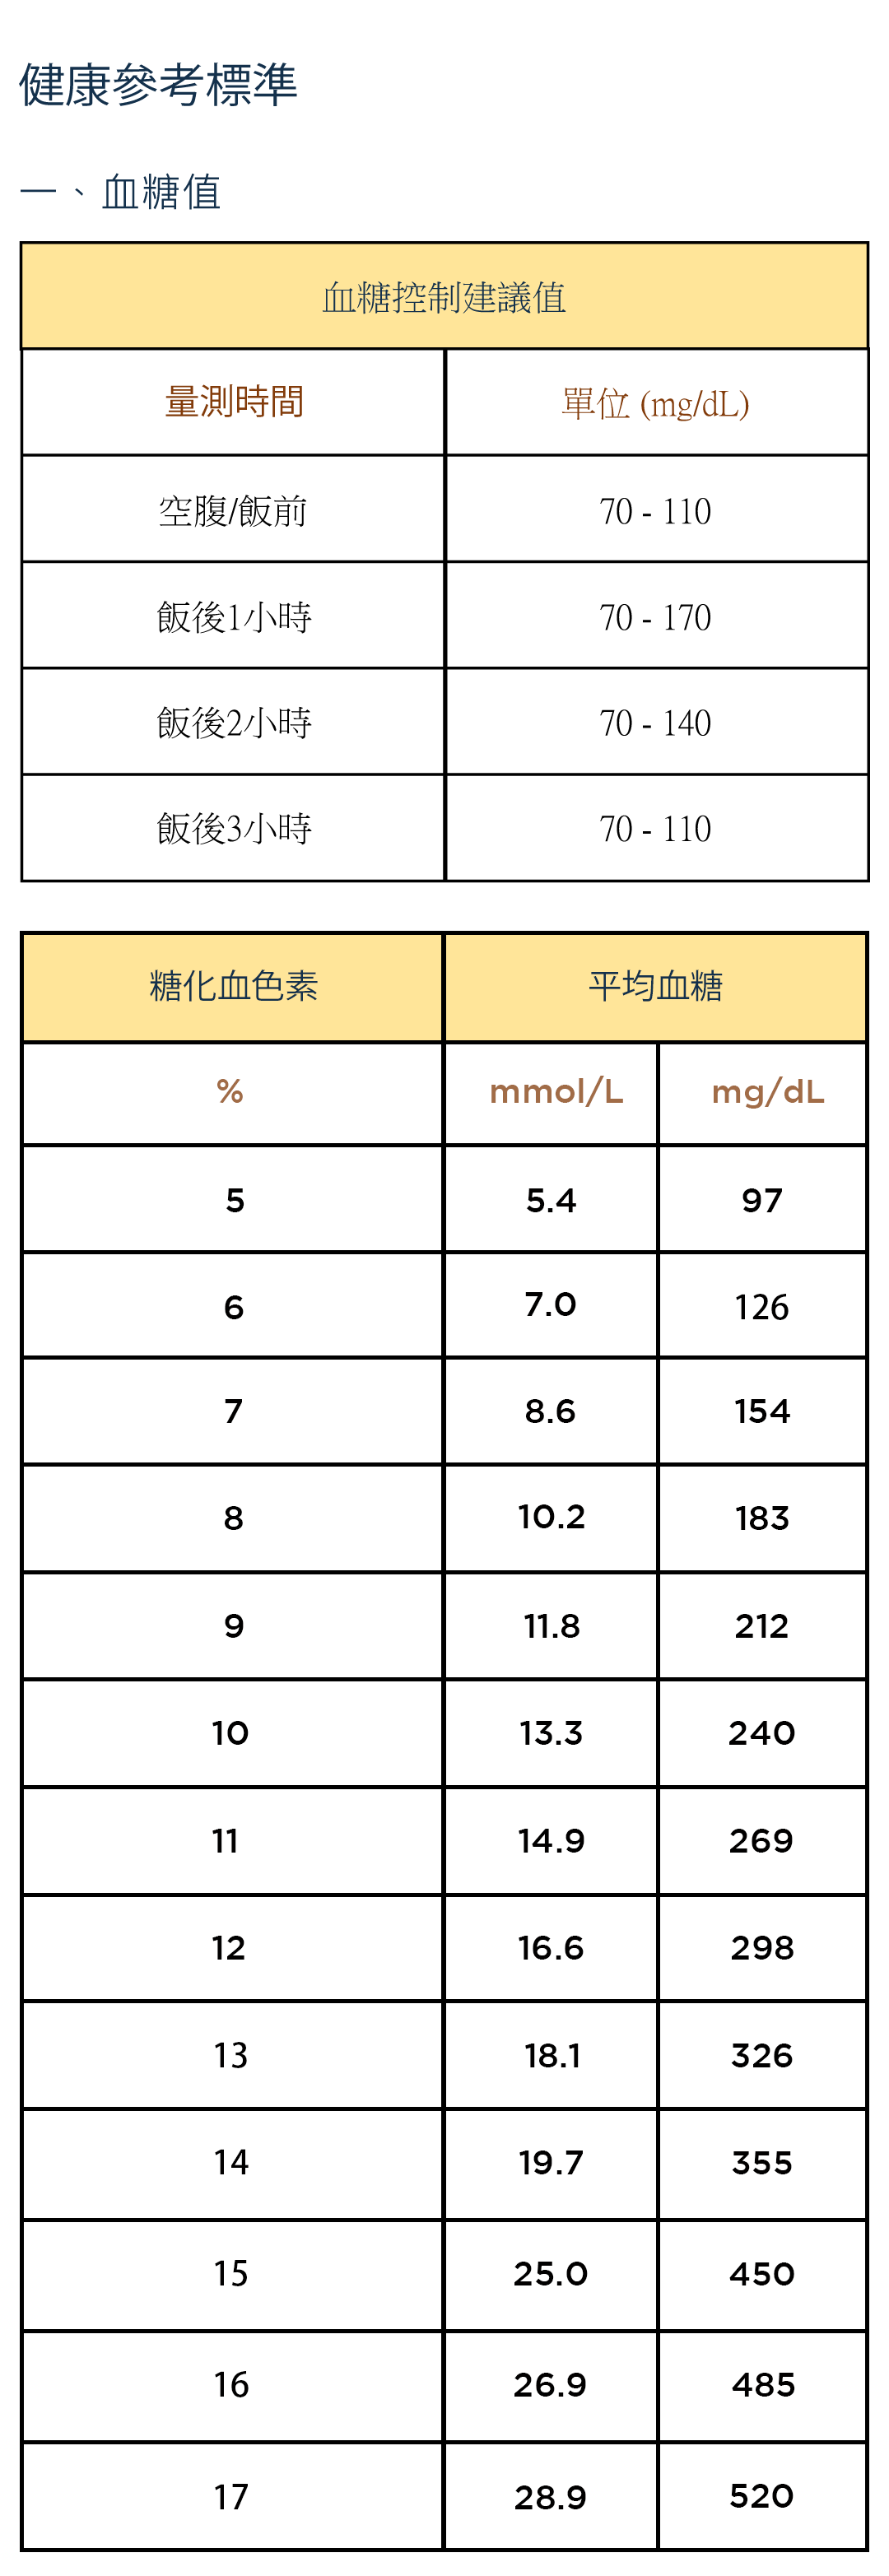 健康參考標準
一、血糖值
血糖控制建議值
量測時間 單位 (mg/dL)
空腹/飯前 70 - 110
飯後1小時 70 - 170
飯後2小時 70 - 140
飯後3小時 70 - 110
糖化血色素 平均血糖
% mmol/L mg/dL
5 5.4 97
6 7.0 126
7 8.6 154
8 10.2 183
9 11.8 212
10 13.3 240
11 14.9 269
12 16.6 298
13 18.1 326
14 19.7 355
15 25.0 450
16 26.9 485
17 28.9 520